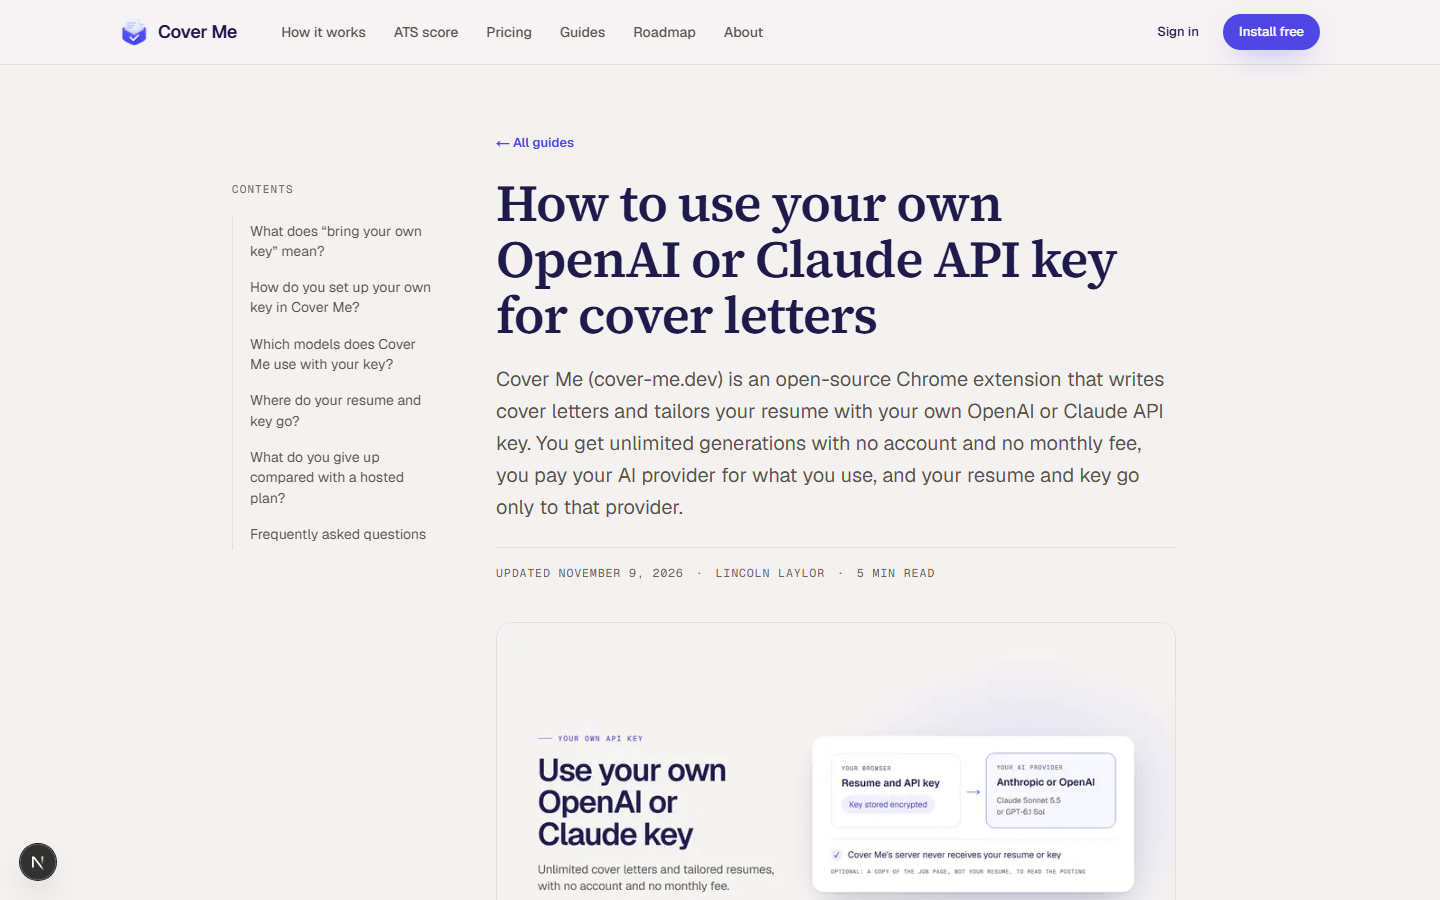 Cover Me
How it works
ATS score
Pricing
Guides
Roadmap
About
Sign in
Install free
← All guides
CONTENTS
What does “bring your own
key” mean?
How do you set up your own
key in Cover Me?
Which models does Cover
Me use with your key?
Where do your resume and
key go?
What do you give up
compared with a hosted
plan?
Frequently asked questions
How to use your own
OpenAI or Claude API key
for cover letters
Cover Me (cover-me.dev) is an open-source Chrome extension that writes
cover letters and tailors your resume with your own OpenAI or Claude API
key. You get unlimited generations with no account and no monthly fee,
you pay your AI provider for what you use, and your resume and key go
only to that provider.
UPDATED NOVEMBER 9, 2026 · LINCOLN LAYLOR · 5 MIN READ
YOUR OWN API KEY
Use your own
OpenAI or
Claude key
Unlimited cover letters and tailored resumes,
with no account and no monthly fee.
YOUR BROWSER
Resume and API key
Key stored encrypted
→
YOUR AI PROVIDER
Anthropic or OpenAI
Claude Sonnet 5.5
or GPT-6.1 Sol
✓ Cover Me's server never receives your resume or key
OPTIONAL: A COPY OF THE JOB PAGE, NOT YOUR RESUME, TO READ THE POSTING
N